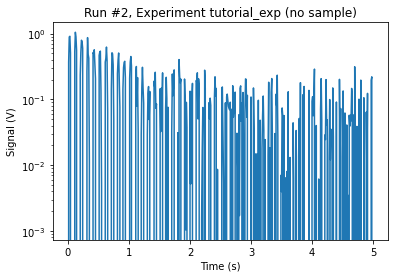 Run #2, Experiment tutorial_exp (no sample)
Signal (V)
10⁰
10⁻¹
10⁻²
10⁻³
0 1 2 3 4 5
Time (s)